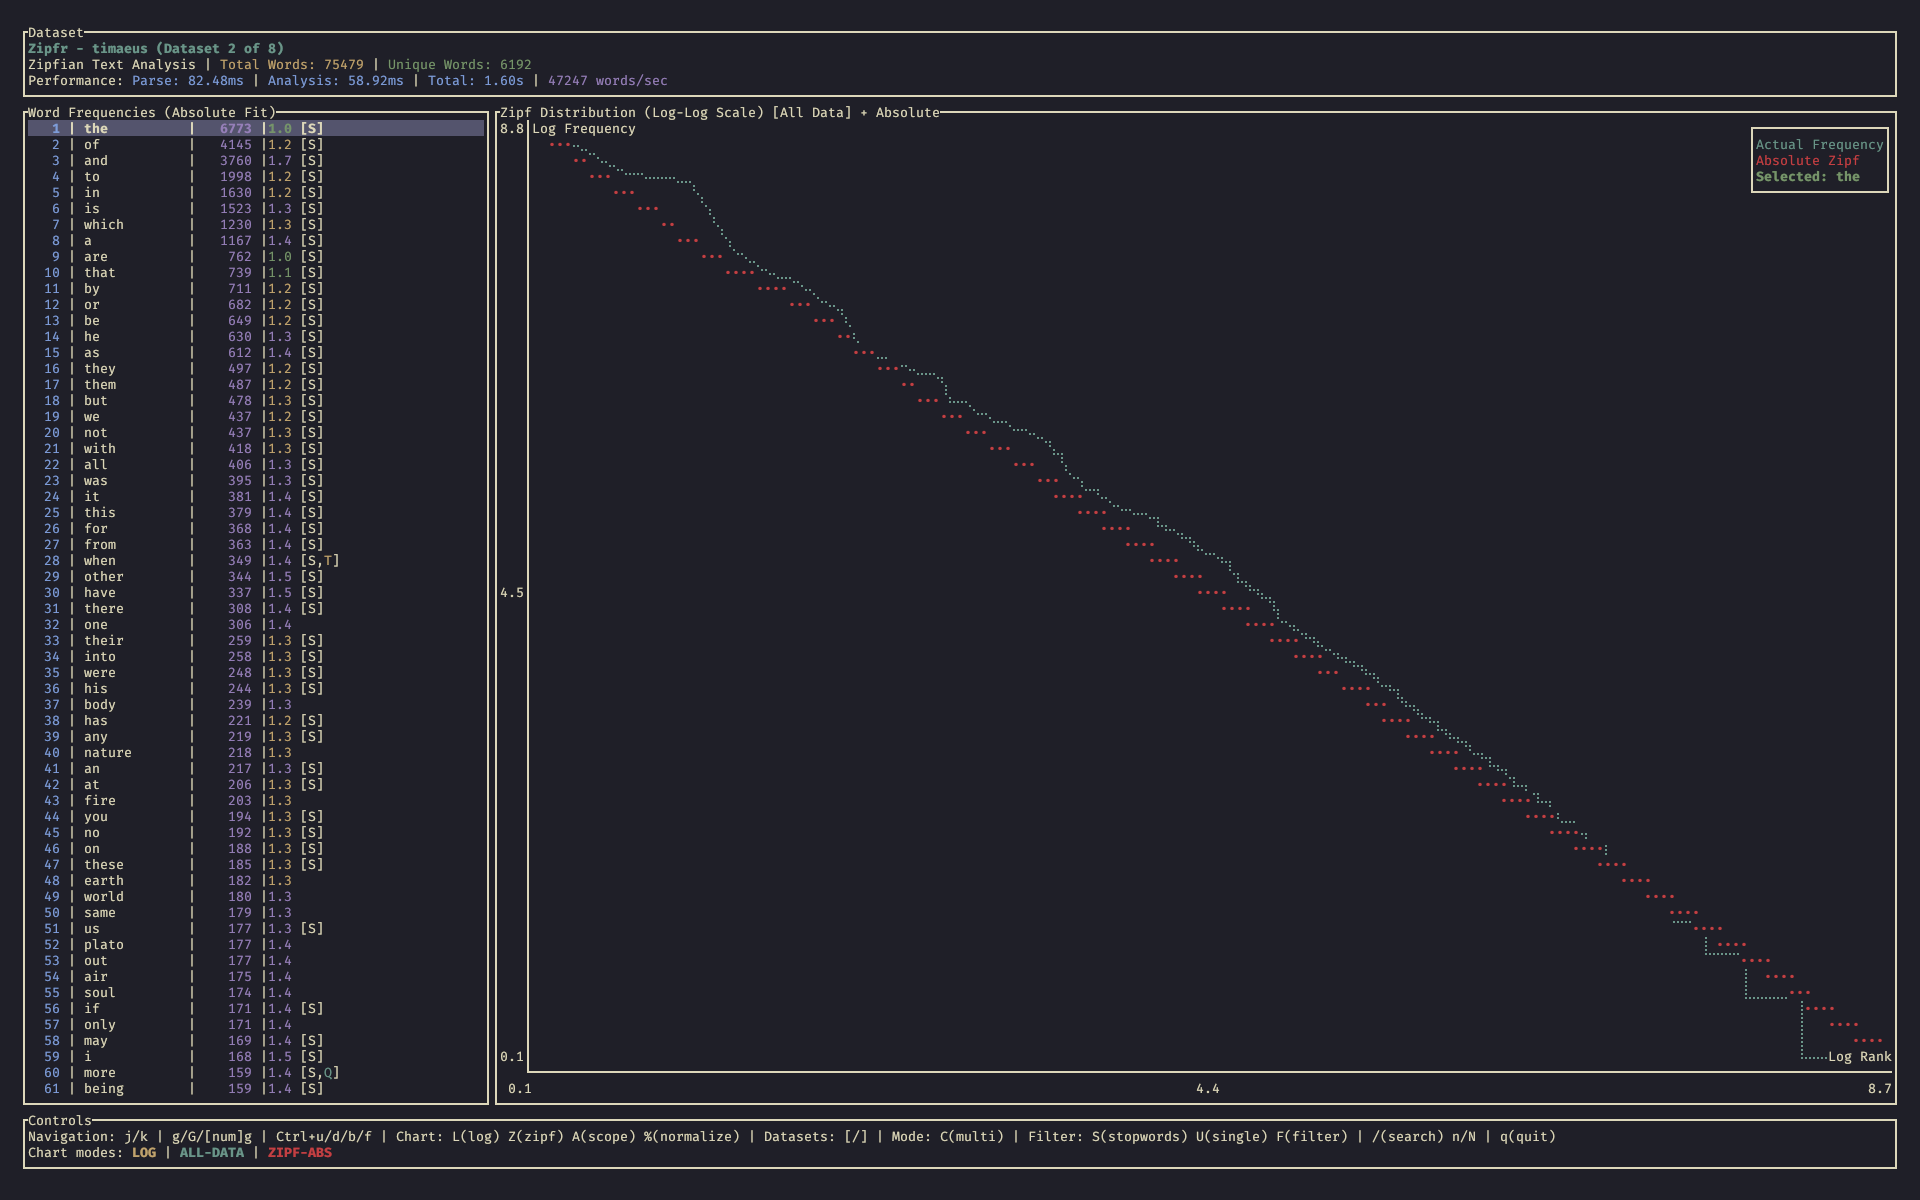 Dataset
Zipfr - timaeus (Dataset 2 of 8)
Zipfian Text Analysis | Total Words: 75479 | Unique Words: 6192
Performance: Parse: 82.48ms | Analysis: 58.92ms | Total: 1.60s | 47247 words/sec
Word Frequencies (Absolute Fit)
1 | the | 6773 |1.0 [S]
2 | of | 4145 |1.2 [S]
3 | and | 3760 |1.7 [S]
4 | to | 1998 |1.2 [S]
5 | in | 1630 |1.2 [S]
6 | is | 1523 |1.3 [S]
7 | which | 1230 |1.3 [S]
8 | a | 1167 |1.4 [S]
9 | are | 762 |1.0 [S]
10 | that | 739 |1.1 [S]
11 | by | 711 |1.2 [S]
12 | or | 682 |1.2 [S]
13 | be | 649 |1.2 [S]
14 | he | 630 |1.3 [S]
15 | as | 612 |1.4 [S]
16 | they | 497 |1.2 [S]
17 | them | 487 |1.2 [S]
18 | but | 478 |1.3 [S]
19 | we | 437 |1.2 [S]
20 | not | 437 |1.3 [S]
21 | with | 418 |1.3 [S]
22 | all | 406 |1.3 [S]
23 | was | 395 |1.3 [S]
24 | it | 381 |1.4 [S]
25 | this | 379 |1.4 [S]
26 | for | 368 |1.4 [S]
27 | from | 363 |1.4 [S]
28 | when | 349 |1.4 [S,T]
29 | other | 344 |1.5 [S]
30 | have | 337 |1.5 [S]
31 | there | 308 |1.4 [S]
32 | one | 306 |1.4
33 | their | 259 |1.3 [S]
34 | into | 258 |1.3 [S]
35 | were | 248 |1.3 [S]
36 | his | 244 |1.3 [S]
37 | body | 239 |1.3
38 | has | 221 |1.2 [S]
39 | any | 219 |1.3 [S]
40 | nature | 218 |1.3
41 | an | 217 |1.3 [S]
42 | at | 206 |1.3 [S]
43 | fire | 203 |1.3
44 | you | 194 |1.3 [S]
45 | no | 192 |1.3 [S]
46 | on | 188 |1.3 [S]
47 | these | 185 |1.3 [S]
48 | earth | 182 |1.3
49 | world | 180 |1.3
50 | same | 179 |1.3
51 | us | 177 |1.3 [S]
52 | plato | 177 |1.4
53 | out | 177 |1.4
54 | air | 175 |1.4
55 | soul | 174 |1.4
56 | if | 171 |1.4 [S]
57 | only | 171 |1.4
58 | may | 169 |1.4 [S]
59 | i | 168 |1.5 [S]
60 | more | 159 |1.4 [S,Q]
61 | being | 159 |1.4 [S]
Zipf Distribution (Log-Log Scale) [All Data] + Absolute
8.8 Log Frequency
Actual Frequency
Absolute Zipf
Selected: the
4.5
0.1
Log Rank
0.1 4.4 8.7
Controls
Navigation: j/k | g/G/[num]g | Ctrl+u/d/b/f | Chart: L(log) Z(zipf) A(scope) %(normalize) | Datasets: [/] | Mode: C(multi) | Filter: S(stopwords) U(single) F(filter) | /(search) n/N | q(quit)
Chart modes: LOG | ALL-DATA | ZIPF-ABS